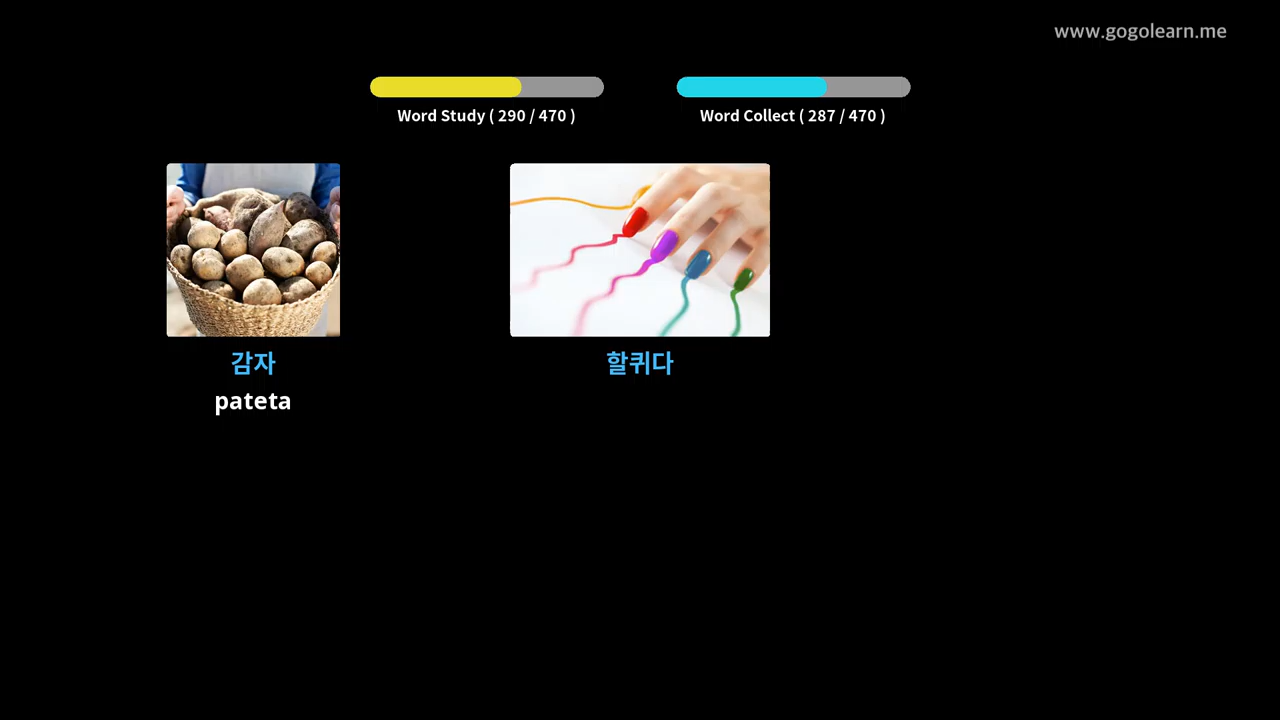 www.gogolearn.me
Word Study ( 290 / 470 )
Word Collect ( 287 / 470 )
감자
pateta
할퀴다